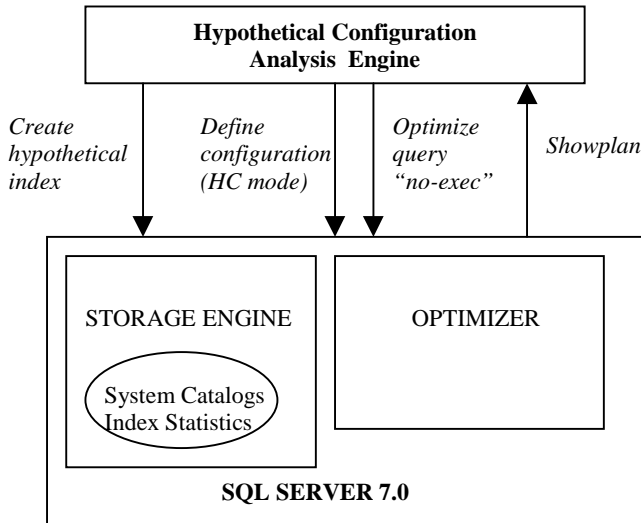 Hypothetical Configuration
Analysis Engine
Create
hypothetical
index
Define
configuration
(HC mode)
Optimize
query
“no-exec”
Showplan
STORAGE ENGINE
System Catalogs
Index Statistics
OPTIMIZER
SQL SERVER 7.0